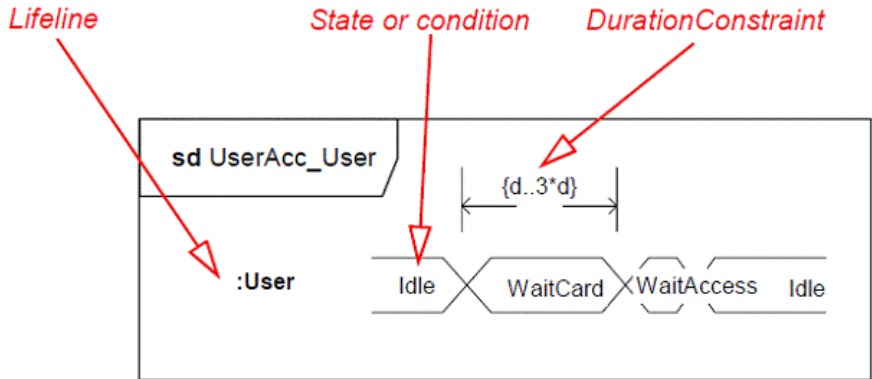 Lifeline State or condition DurationConstraint
sd UserAcc_User
{d..3*d}
:User Idle WaitCard WaitAccess Idle